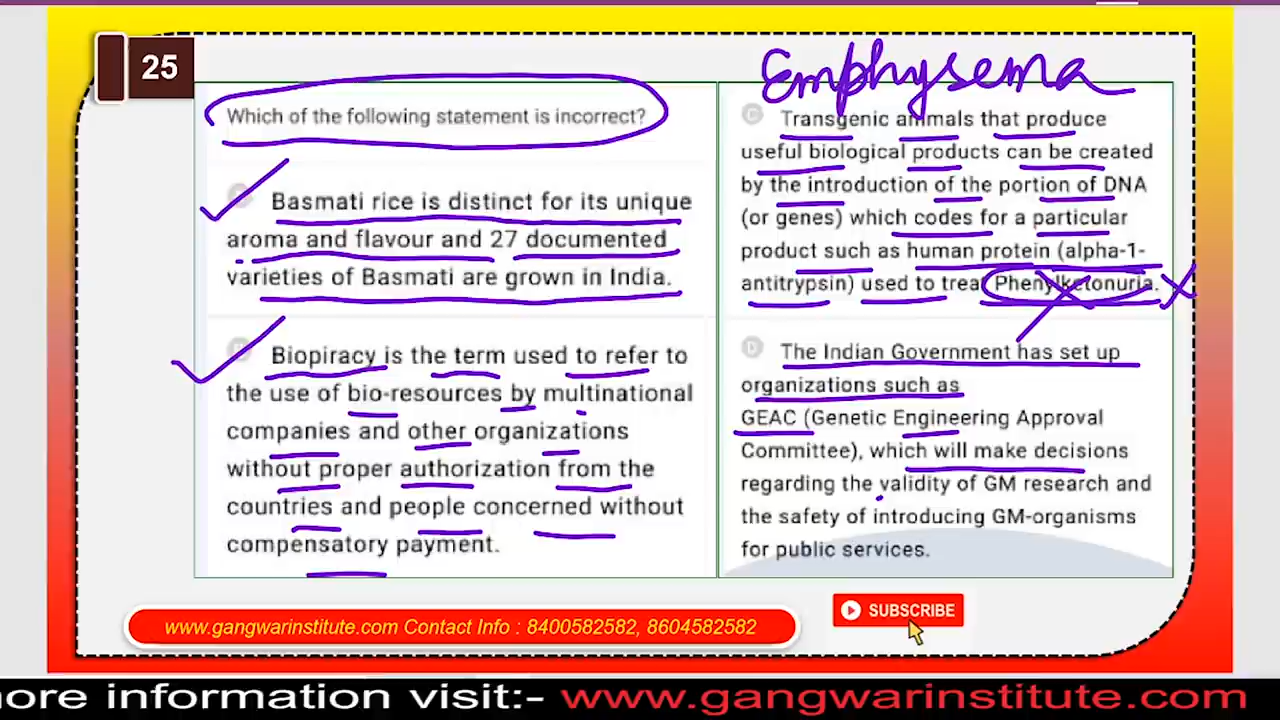 25
Which of the following statement is incorrect?
Basmati rice is distinct for its unique
aroma and flavour and 27 documented
varieties of Basmati are grown in India.
Biopiracy is the term used to refer to
the use of bio-resources by multinational
companies and other organizations
without proper authorization from the
countries and people concerned without
compensatory payment.
Emphysema
C Transgenic animals that produce
useful biological products can be created
by the introduction of the portion of DNA
(or genes) which codes for a particular
product such as human protein (alpha-1-
antitrypsin) used to trea Phenylketonuria.
D The Indian Government has set up
organizations such as
GEAC (Genetic Engineering Approval
Committee), which will make decisions
regarding the validity of GM research and
the safety of introducing GM-organisms
for public services.
www.gangwarinstitute.com Contact Info : 8400582582, 8604582582
SUBSCRIBE
ore information visit:- www.gangwarinstitute.com